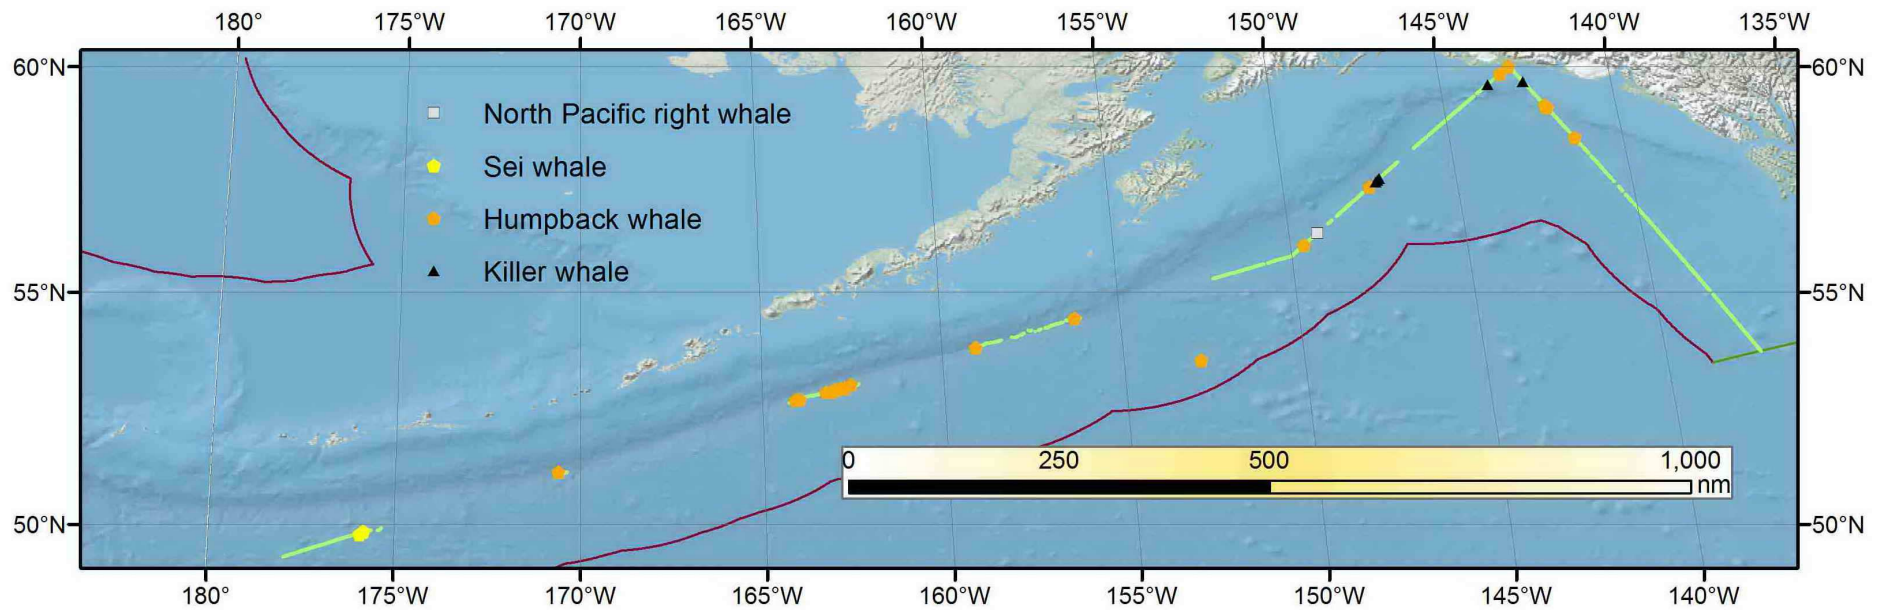 180° 175°W 170°W 165°W 160°W 155°W 150°W 145°W 140°W 135°W
60°N 60°N
North Pacific right whale
Sei whale
Humpback whale
Killer whale
55°N 55°N
0 250 500 1,000
nm
50°N 50°N
180° 175°W 170°W 165°W 160°W 155°W 150°W 145°W 140°W